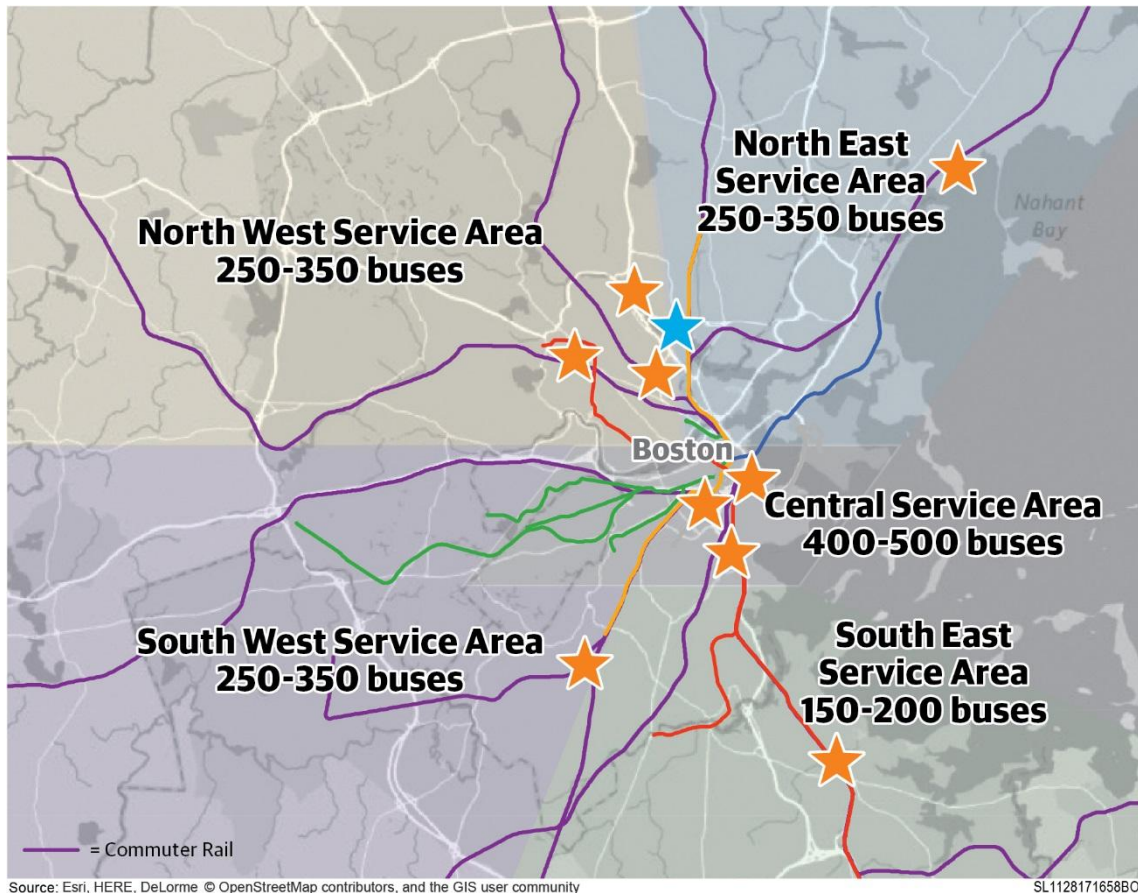 North East
Service Area
250-350 buses
Nahant
Bay
North West Service Area
250-350 buses
Boston
Central Service Area
400-500 buses
South West Service Area
250-350 buses
South East
Service Area
150-200 buses
= Commuter Rail
Source: Esri, HERE, DeLorme © OpenStreetMap contributors, and the GIS user community
SL1128171658BO